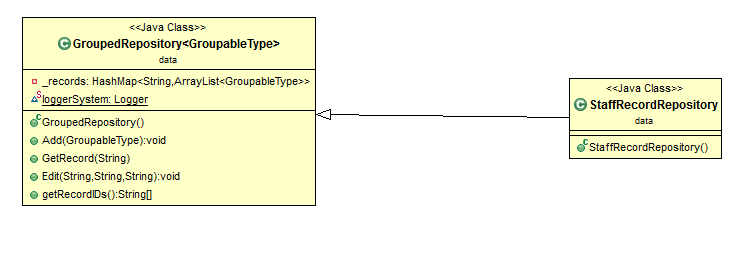 <<Java Class>>
GroupedRepository<GroupableType>
data
_records: HashMap<String,ArrayList<GroupableType>>
loggerSystem: Logger
GroupedRepository()
Add(GroupableType):void
GetRecord(String)
Edit(String,String,String):void
getRecordIDs():String[]
<<Java Class>>
StaffRecordRepository
data
StaffRecordRepository()